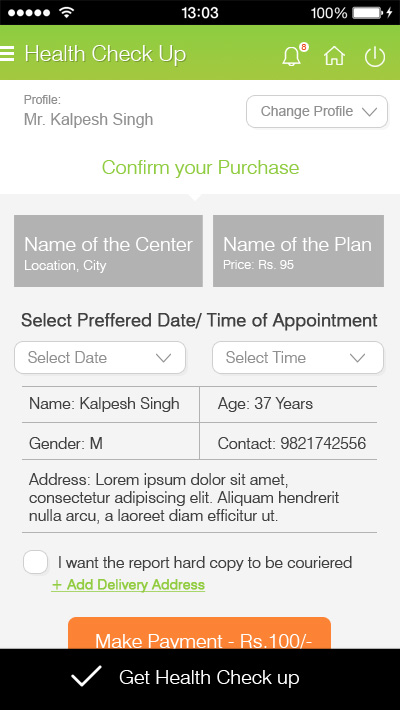 13:03 100%
Health Check Up 8
Profile:
Mr. Kalpesh Singh
Change Profile
Confirm your Purchase
Name of the Center
Location, City
Name of the Plan
Price: Rs. 95
Select Preffered Date/ Time of Appointment
Select Date Select Time
Name: Kalpesh Singh Age: 37 Years
Gender: M Contact: 9821742556
Address: Lorem ipsum dolor sit amet,
consectetur adipiscing elit. Aliquam hendrerit
nulla arcu, a laoreet diam efficitur ut.
I want the report hard copy to be couriered
+ Add Delivery Address
Make Payment - Rs.100/-
Get Health Check up